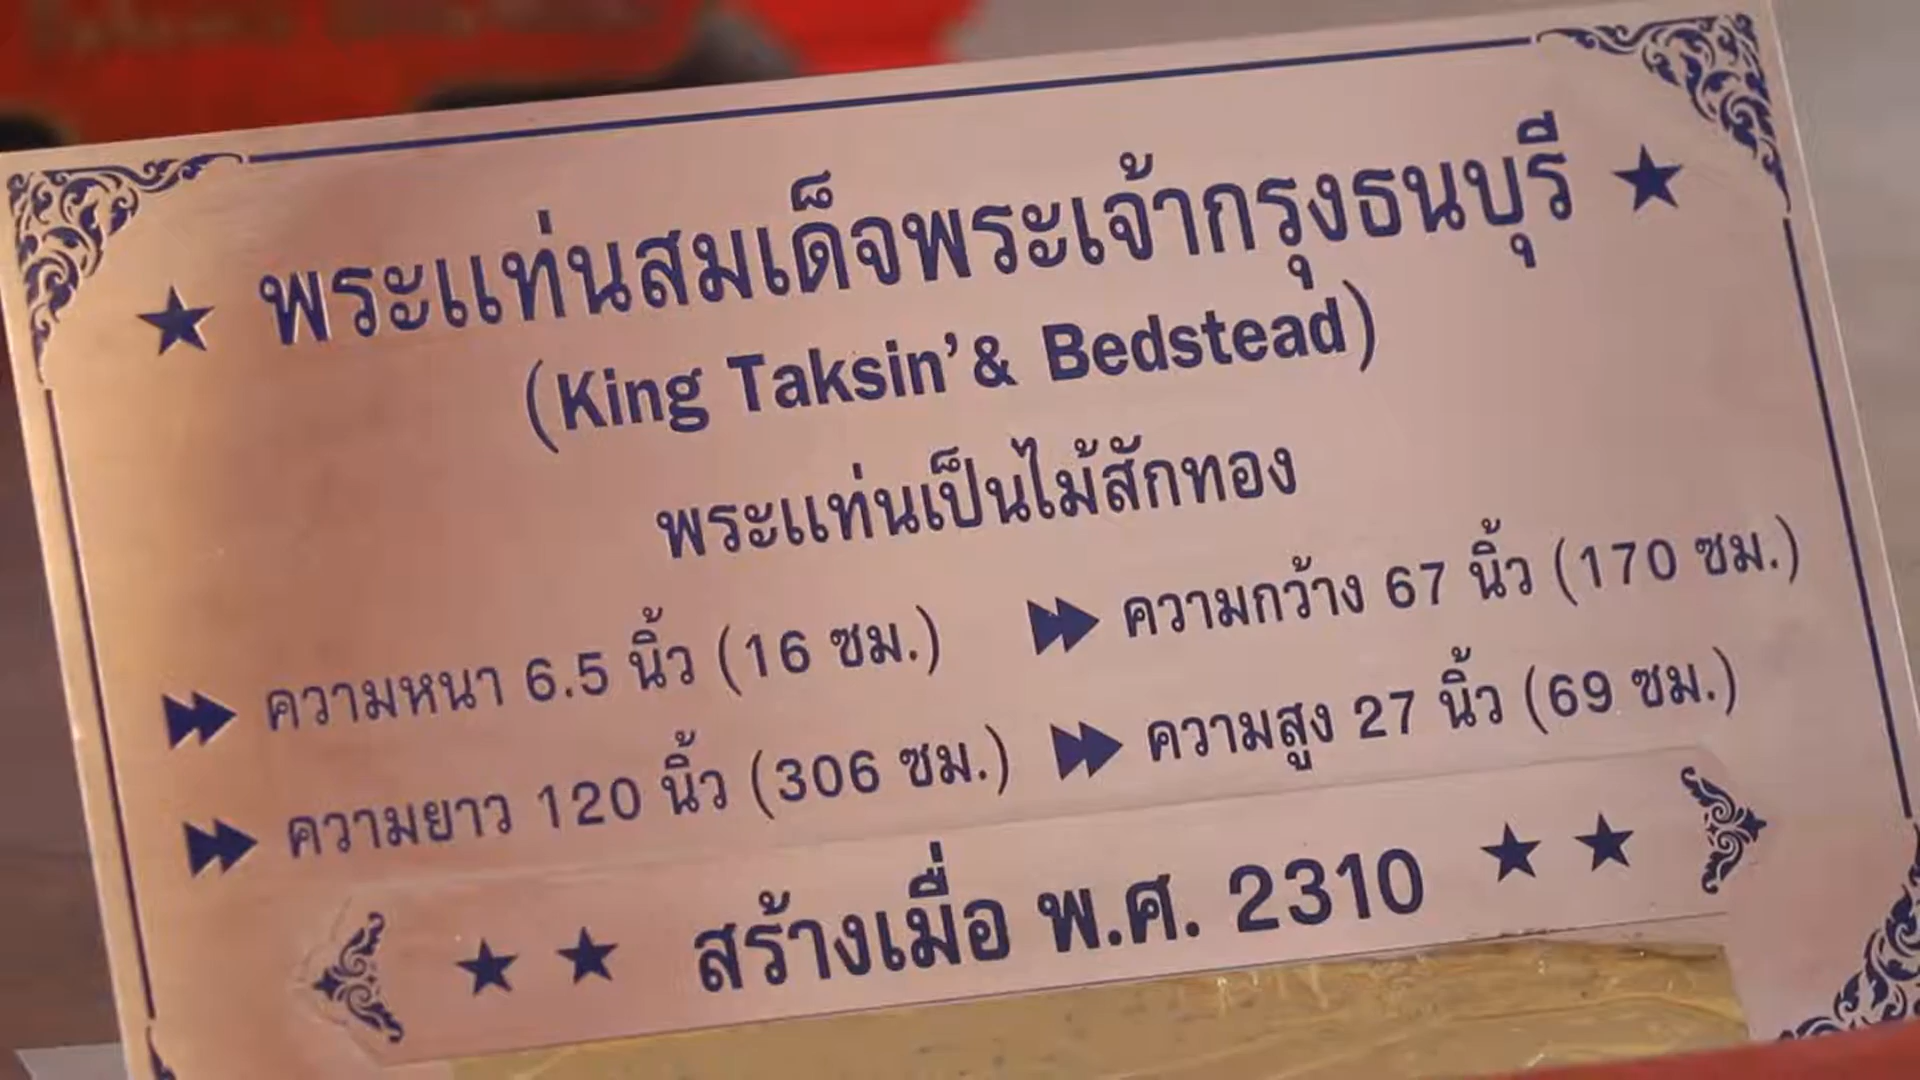 ★ พระแท่นสมเด็จพระเจ้ากรุงธนบุรี ★
(King Taksin’& Bedstead)
พระแท่นเป็นไม้สักทอง
ความหนา 6.5 นิ้ว (16 ซม.) ความกว้าง 67 นิ้ว (170 ซม.)
ความยาว 120 นิ้ว (306 ซม.) ความสูง 27 นิ้ว (69 ซม.)
★ ★ สร้างเมื่อ พ.ศ. 2310 ★ ★